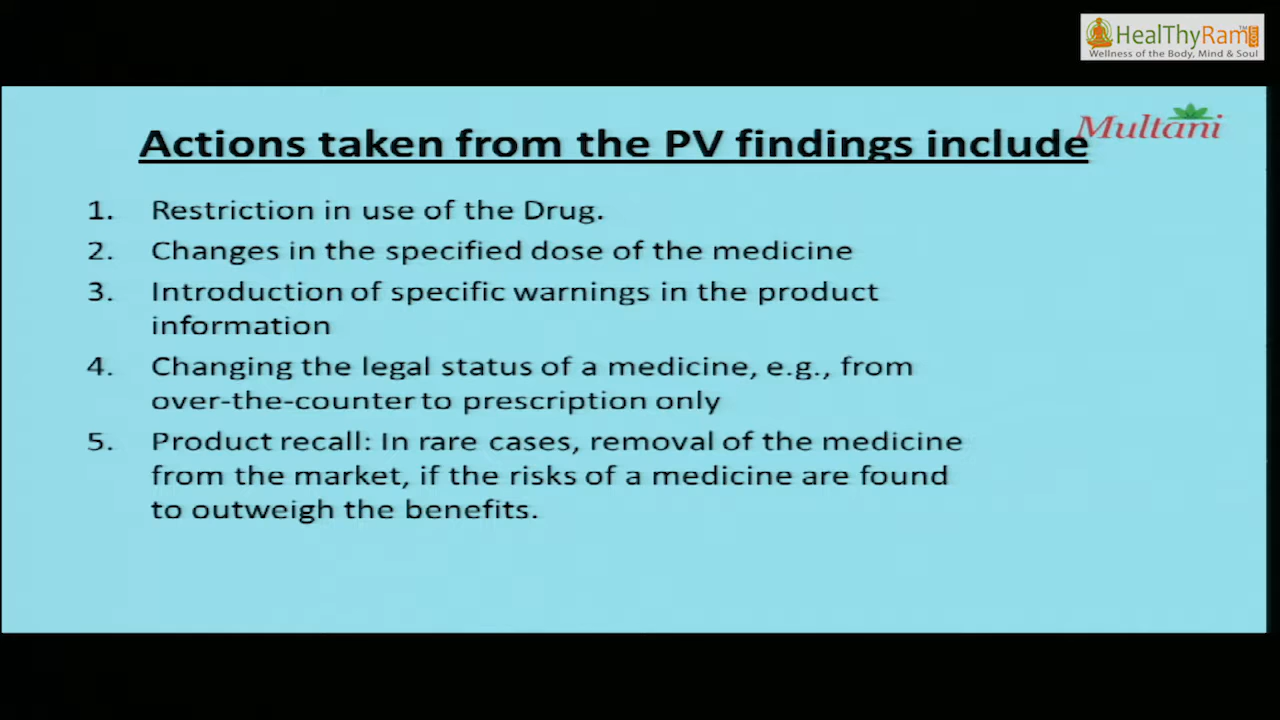 HealThyRam.com™
Wellness of the Body, Mind & Soul
Multani
Actions taken from the PV findings include
1. Restriction in use of the Drug.
2. Changes in the specified dose of the medicine
3. Introduction of specific warnings in the product
information
4. Changing the legal status of a medicine, e.g., from
over-the-counter to prescription only
5. Product recall: In rare cases, removal of the medicine
from the market, if the risks of a medicine are found
to outweigh the benefits.